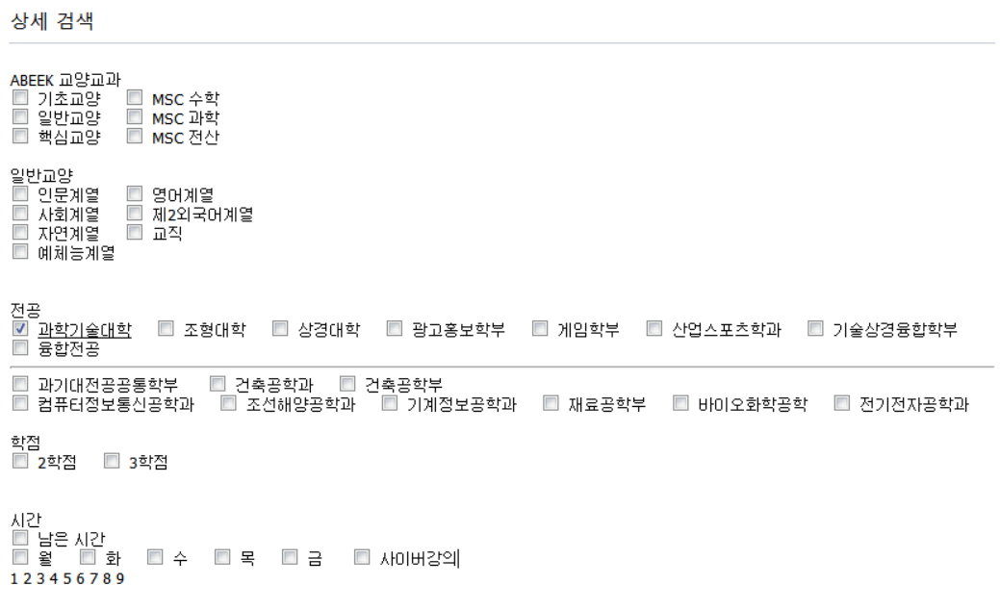 상세 검색
ABEEK 교양교과
기초교양 MSC 수학
일반교양 MSC 과학
핵심교양 MSC 전산
일반교양
인문계열 영어계열
사회계열 제2외국어계열
자연계열 교직
예체능계열
전공
과학기술대학 조형대학 상경대학 광고홍보학부 게임학부 산업스포츠학과 기술상경융합학부
융합전공
과기대전공공통학부 건축공학과 건축공학부
컴퓨터정보통신공학과 조선해양공학과 기계정보공학과 재료공학부 바이오화학공학 전기전자공학과
학점
2학점 3학점
시간
남은 시간
월 화 수 목 금 사이버강의
1 2 3 4 5 6 7 8 9